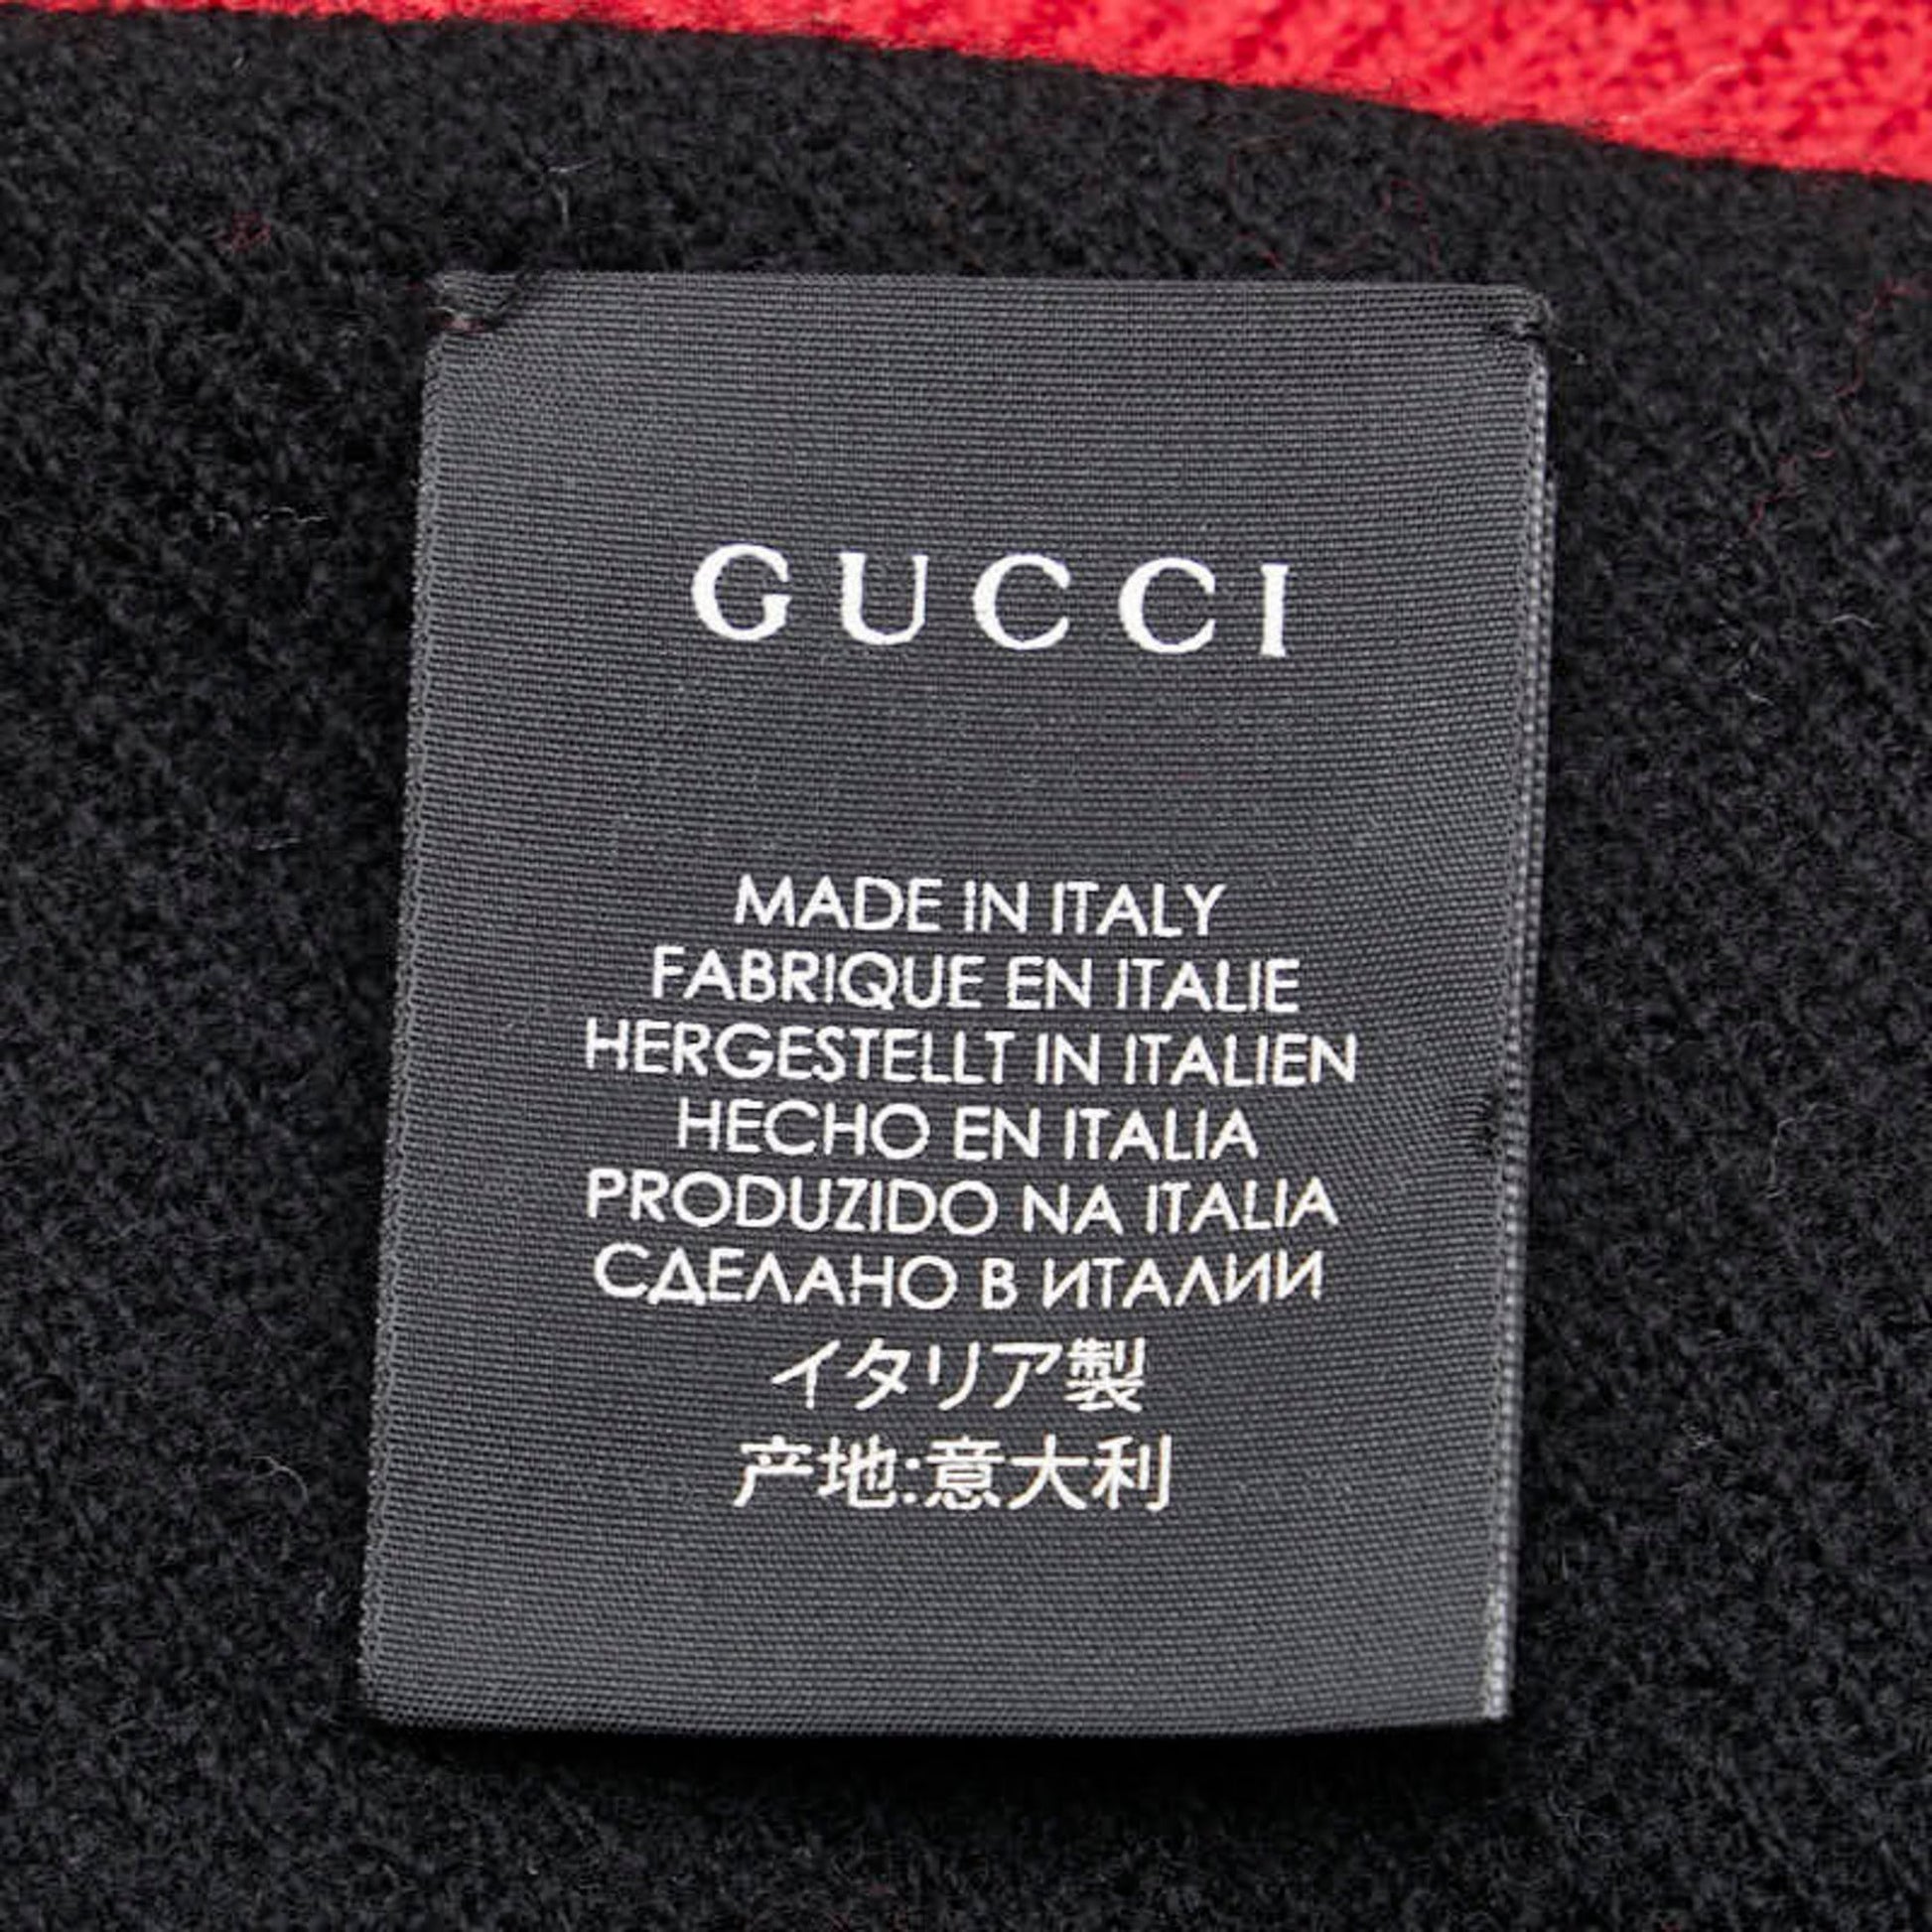 GUCCI
MADE IN ITALY
FABRIQUE EN ITALIE
HERGESTELLT IN ITALIEN
HECHO EN ITALIA
PRODUZIDO NA ITALIA
СДЕЛАНО В ИТАЛИИ
イタリア製
产地:意大利